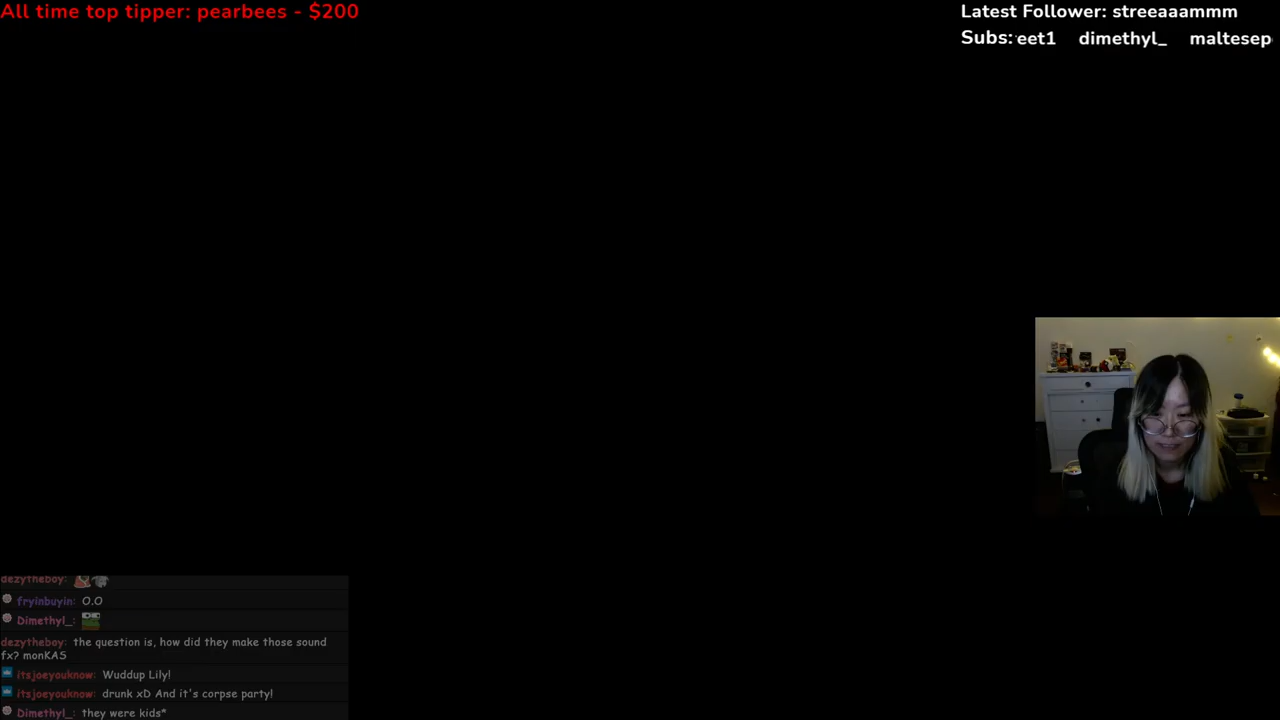 All time top tipper: pearbees - $200
Latest Follower: streeaaammm
Subs: eet1 dimethyl_ maltesep
dezytheboy:
fryinbuyin: O.O
Dimethyl_:
dezytheboy: the question is, how did they make those sound
fx? monKAS
itsjoeyouknow: Wuddup Lily!
itsjoeyouknow: drunk xD And it's corpse party!
Dimethyl_: they were kids*